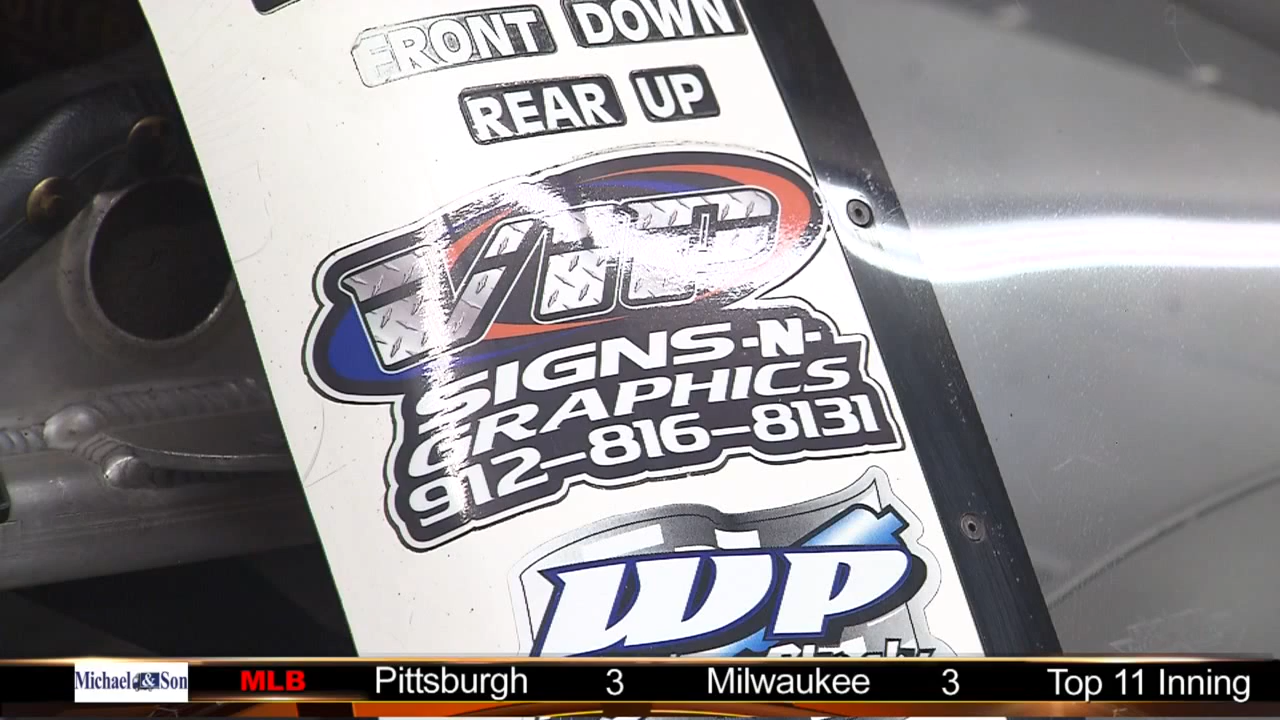 FRONT DOWN
REAR UP
VIP
SIGNS-N-
GRAPHICS
912-816-8131
WP
Michael & Son MLB Pittsburgh 3 Milwaukee 3 Top 11 Inning